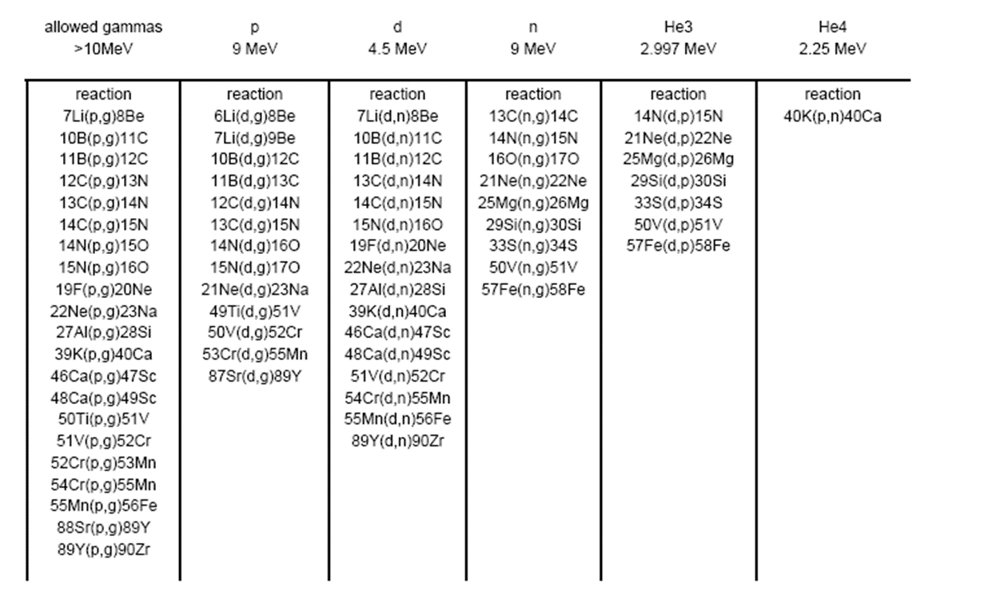 allowed gammas p d n He3 He4
>10MeV 9 MeV 4.5 MeV 9 MeV 2.997 MeV 2.25 MeV
reaction reaction reaction reaction reaction reaction
7Li(p,g)8Be 6Li(d,g)8Be 7Li(d,n)8Be 13C(n,g)14C 14N(d,p)15N 40K(p,n)40Ca
10B(p,g)11C 7Li(d,g)9Be 10B(d,n)11C 14N(n,g)15N 21Ne(d,p)22Ne
11B(p,g)12C 10B(d,g)12C 11B(d,n)12C 16O(n,g)17O 25Mg(d,p)26Mg
12C(p,g)13N 11B(d,g)13C 13C(d,n)14N 21Ne(n,g)22Ne 29Si(d,p)30Si
13C(p,g)14N 12C(d,g)14N 14C(d,n)15N 25Mg(n,g)26Mg 33S(d,p)34S
14C(p,g)15N 13C(d,g)15N 15N(d,n)16O 29Si(n,g)30Si 50V(d,p)51V
14N(p,g)15O 14N(d,g)16O 19F(d,n)20Ne 33S(n,g)34S 57Fe(d,p)58Fe
15N(p,g)16O 15N(d,g)17O 22Ne(d,n)23Na 50V(n,g)51V
19F(p,g)20Ne 21Ne(d,g)23Na 27Al(d,n)28Si 57Fe(n,g)58Fe
22Ne(p,g)23Na 49Ti(d,g)51V 39K(d,n)40Ca
27Al(p,g)28Si 50V(d,g)52Cr 46Ca(d,n)47Sc
39K(p,g)40Ca 53Cr(d,g)55Mn 48Ca(d,n)49Sc
46Ca(p,g)47Sc 87Sr(d,g)89Y 51V(d,n)52Cr
48Ca(p,g)49Sc 54Cr(d,n)55Mn
50Ti(p,g)51V 55Mn(d,n)56Fe
51V(p,g)52Cr 89Y(d,n)90Zr
52Cr(p,g)53Mn
54Cr(p,g)55Mn
55Mn(p,g)56Fe
88Sr(p,g)89Y
89Y(p,g)90Zr